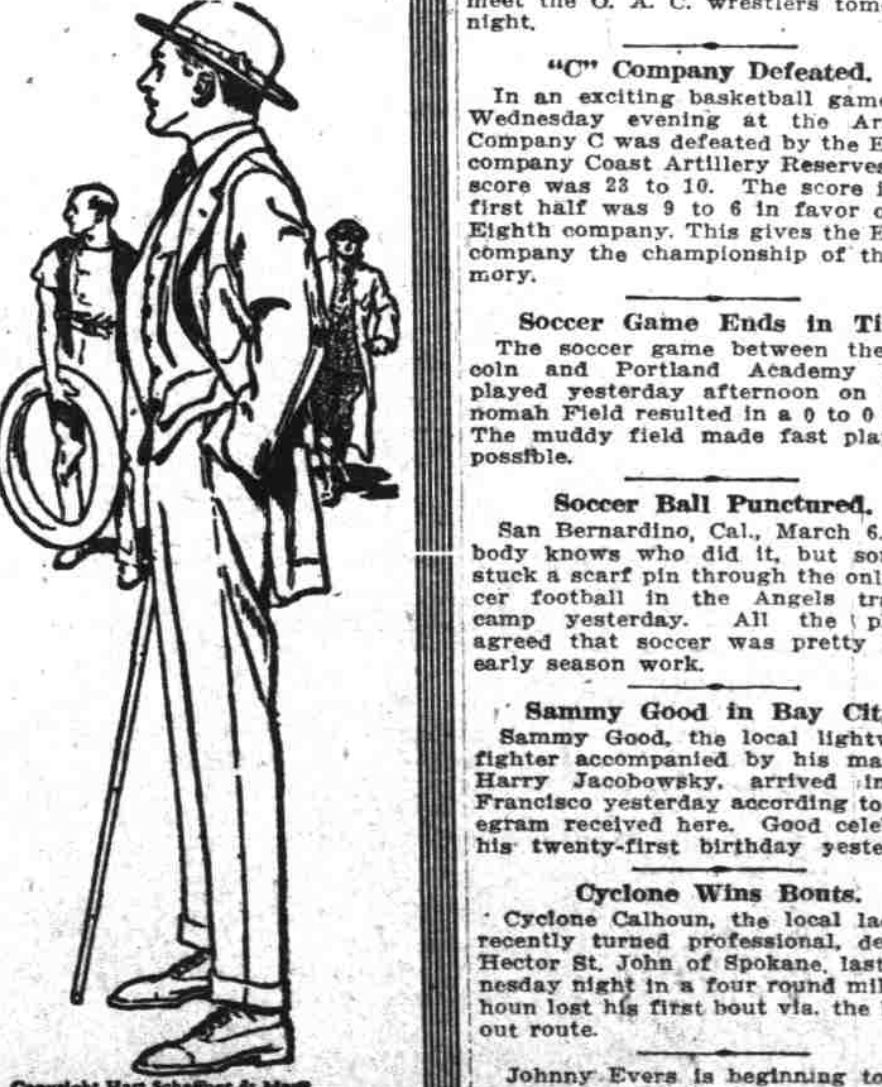 meet the O. A. C. wrestlers tom
night.
"C" Company Defeated.
In an exciting basketball game
Wednesday evening at the Ar
Company C was defeated by the E
company Coast Artillery Reserves
score was 23 to 10. The score i
first half was 9 to 6 in favor o
Eighth company. This gives the E
company the championship of th
mory.
Soccer Game Ends in Ti
The soccer game between the
coln and Portland Academy
played yesterday afternoon on
nomah Field resulted in a 0 to 0
The muddy field made fast pla
possible.
Soccer Ball Punctured.
San Bernardino, Cal., March 6.
body knows who did it, but so
stuck a scarf pin through the onl
cer football in the Angels tr
camp yesterday. All the p
agreed that soccer was pretty
early season work.
Sammy Good in Bay Cit
Sammy Good, the local light
fighter accompanied by his ma
Harry Jacobowsky, arrived in
Francisco yesterday according to
egram received here. Good cele
his twenty-first birthday yeste
Cyclone Wins Bouts.
Cyclone Calhoun, the local la
recently turned professional, de
Hector St. John of Spokane, last
nesday night in a four round mil
houn lost his first bout via. the
out route.
Johnny Evers is beginning to
Copyright Hart Schaffner & Marx